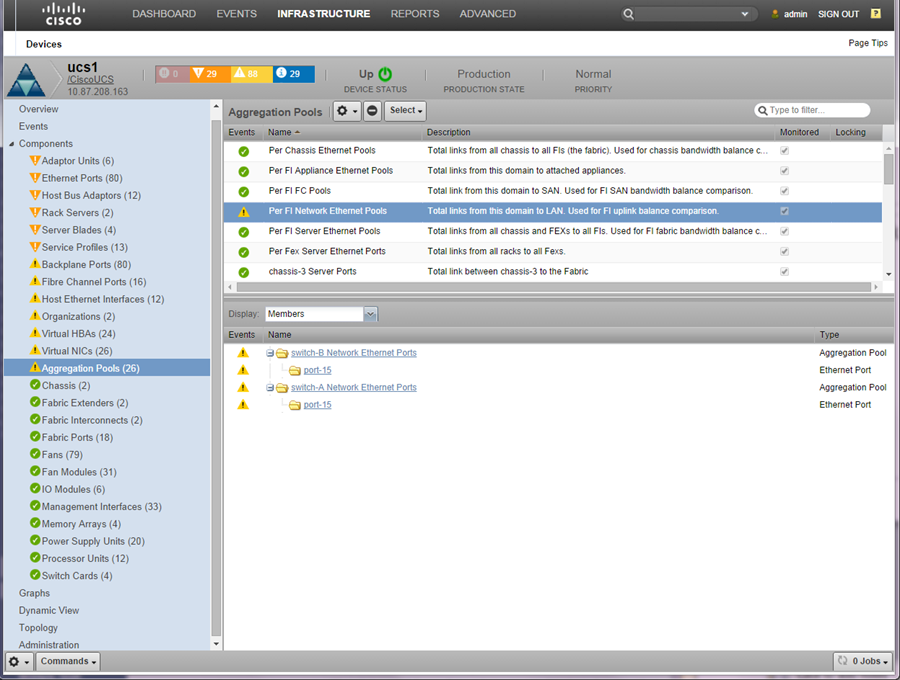 CISCO
DASHBOARD EVENTS INFRASTRUCTURE REPORTS ADVANCED
admin SIGN OUT ?
Devices
Page Tips
ucs1
/CiscoUCS
10.87.208.163
0 29 88 29
Up
DEVICE STATUS
Production
PRODUCTION STATE
Normal
PRIORITY
Overview
Events
Components
Adaptor Units (6)
Ethernet Ports (80)
Host Bus Adaptors (12)
Rack Servers (2)
Server Blades (4)
Service Profiles (13)
Backplane Ports (80)
Fibre Channel Ports (16)
Host Ethernet Interfaces (12)
Organizations (2)
Virtual HBAs (24)
Virtual NICs (26)
Aggregation Pools (26)
Chassis (2)
Fabric Extenders (2)
Fabric Interconnects (2)
Fabric Ports (18)
Fans (79)
Fan Modules (31)
IO Modules (6)
Management Interfaces (33)
Memory Arrays (4)
Power Supply Units (20)
Processor Units (12)
Switch Cards (4)
Graphs
Dynamic View
Topology
Administration
Aggregation Pools Select Type to filter...
Events Name Description Monitored Locking
Per Chassis Ethernet Pools Total links from all chassis to all FIs (the fabric). Used for chassis bandwidth balance c...
Per FI Appliance Ethernet Pools Total links from this domain to attached appliances.
Per FI FC Pools Total link from this domain to SAN. Used for FI SAN bandwidth balance comparison.
Per FI Network Ethernet Pools Total links from this domain to LAN. Used for FI uplink balance comparison.
Per FI Server Ethernet Pools Total links from all chassis and FEXs to all FIs. Used for FI fabric bandwidth balance c...
Per Fex Server Ethernet Ports Total links from all racks to all Fexs.
chassis-3 Server Ports Total link between chassis-3 to the Fabric
Display: Members
Events Name Type
switch-B Network Ethernet Ports Aggregation Pool
port-15 Ethernet Port
switch-A Network Ethernet Ports Aggregation Pool
port-15 Ethernet Port
Commands
0 Jobs